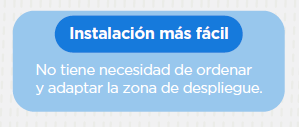 Instalación más fácil
No tiene necesidad de ordenar
y adaptar la zona de despliegue.